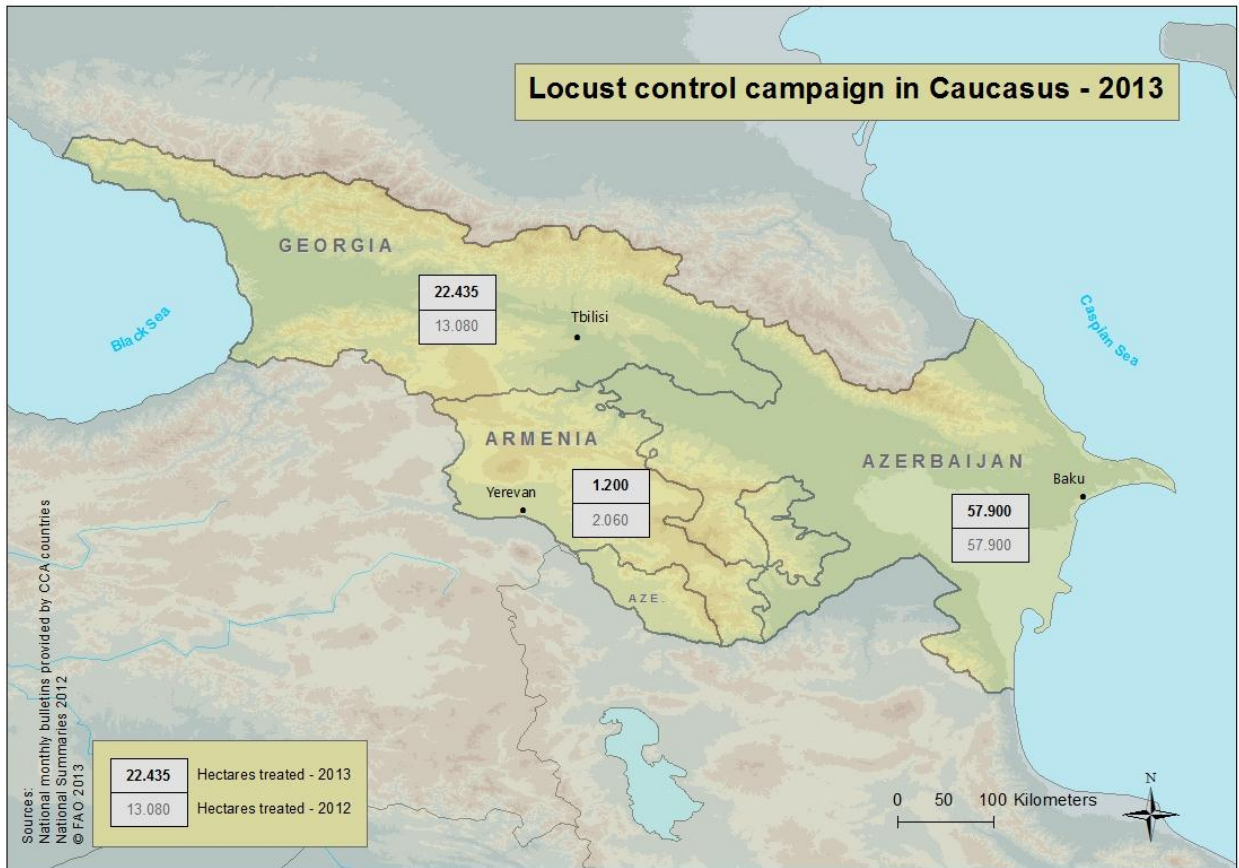 Locust control campaign in Caucasus - 2013
GEORGIA
22.435
13.080
Tbilisi
Black Sea
Caspian Sea
ARMENIA
1.200
2.060
Yerevan
AZERBAIJAN
Baku
57.900
57.900
AZE.
Sources:
National monthly bulletins provided by CCA countries
National Summaries 2012
© FAO 2013
22.435 Hectares treated - 2013
13.080 Hectares treated - 2012
0 50 100 Kilometers
N